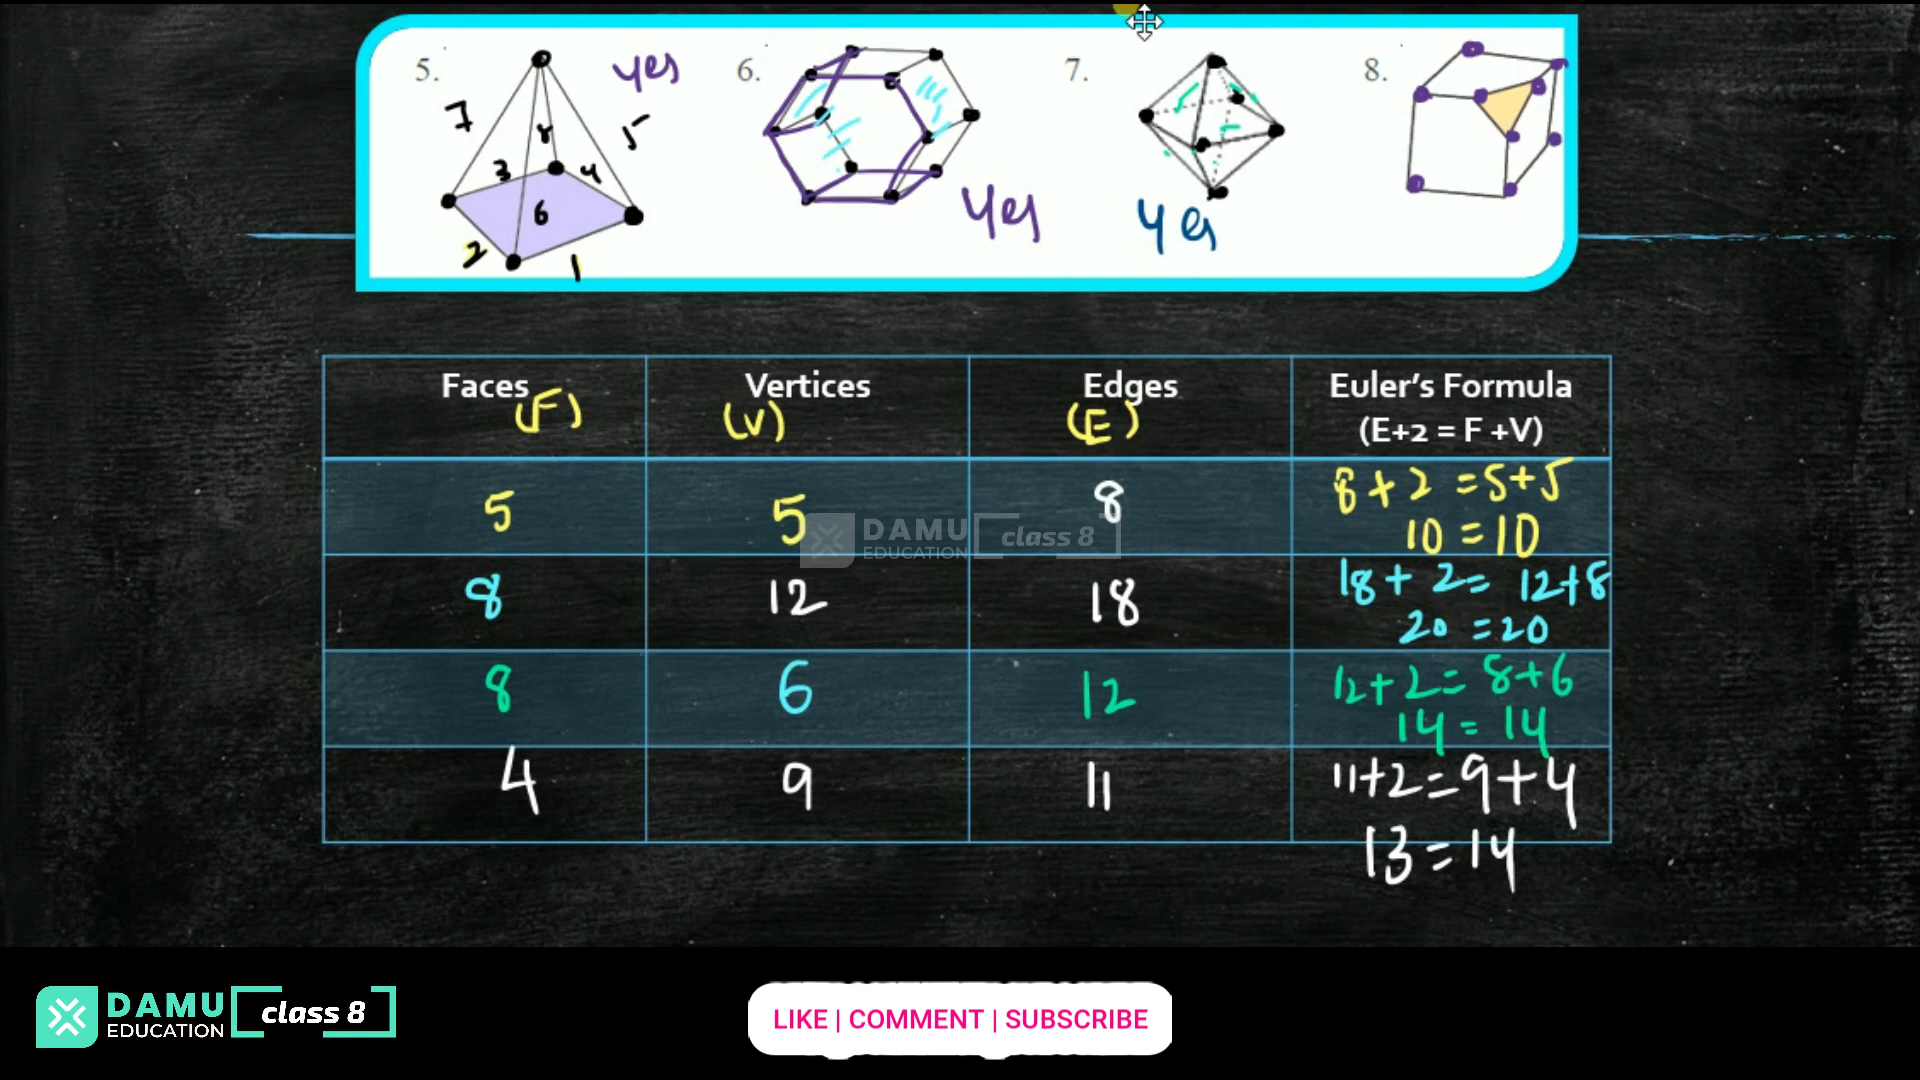 5. yes 6. 7. 8.
7 8 5
3 4
6
2 1
Yes
Yes
Faces Vertices Edges Euler's Formula
(F) (V) (E) (E+2 = F +V)
5 5 8 8 + 2 = 5+5
10 = 10
DAMU EDUCATION class 8
8 12 18 18 + 2 = 12+8
20 = 20
8 6 12 12+2 = 8+6
14 = 14
4 9 11 11+2 = 9+4
13 = 14
DAMU
EDUCATION
class 8
LIKE | COMMENT | SUBSCRIBE